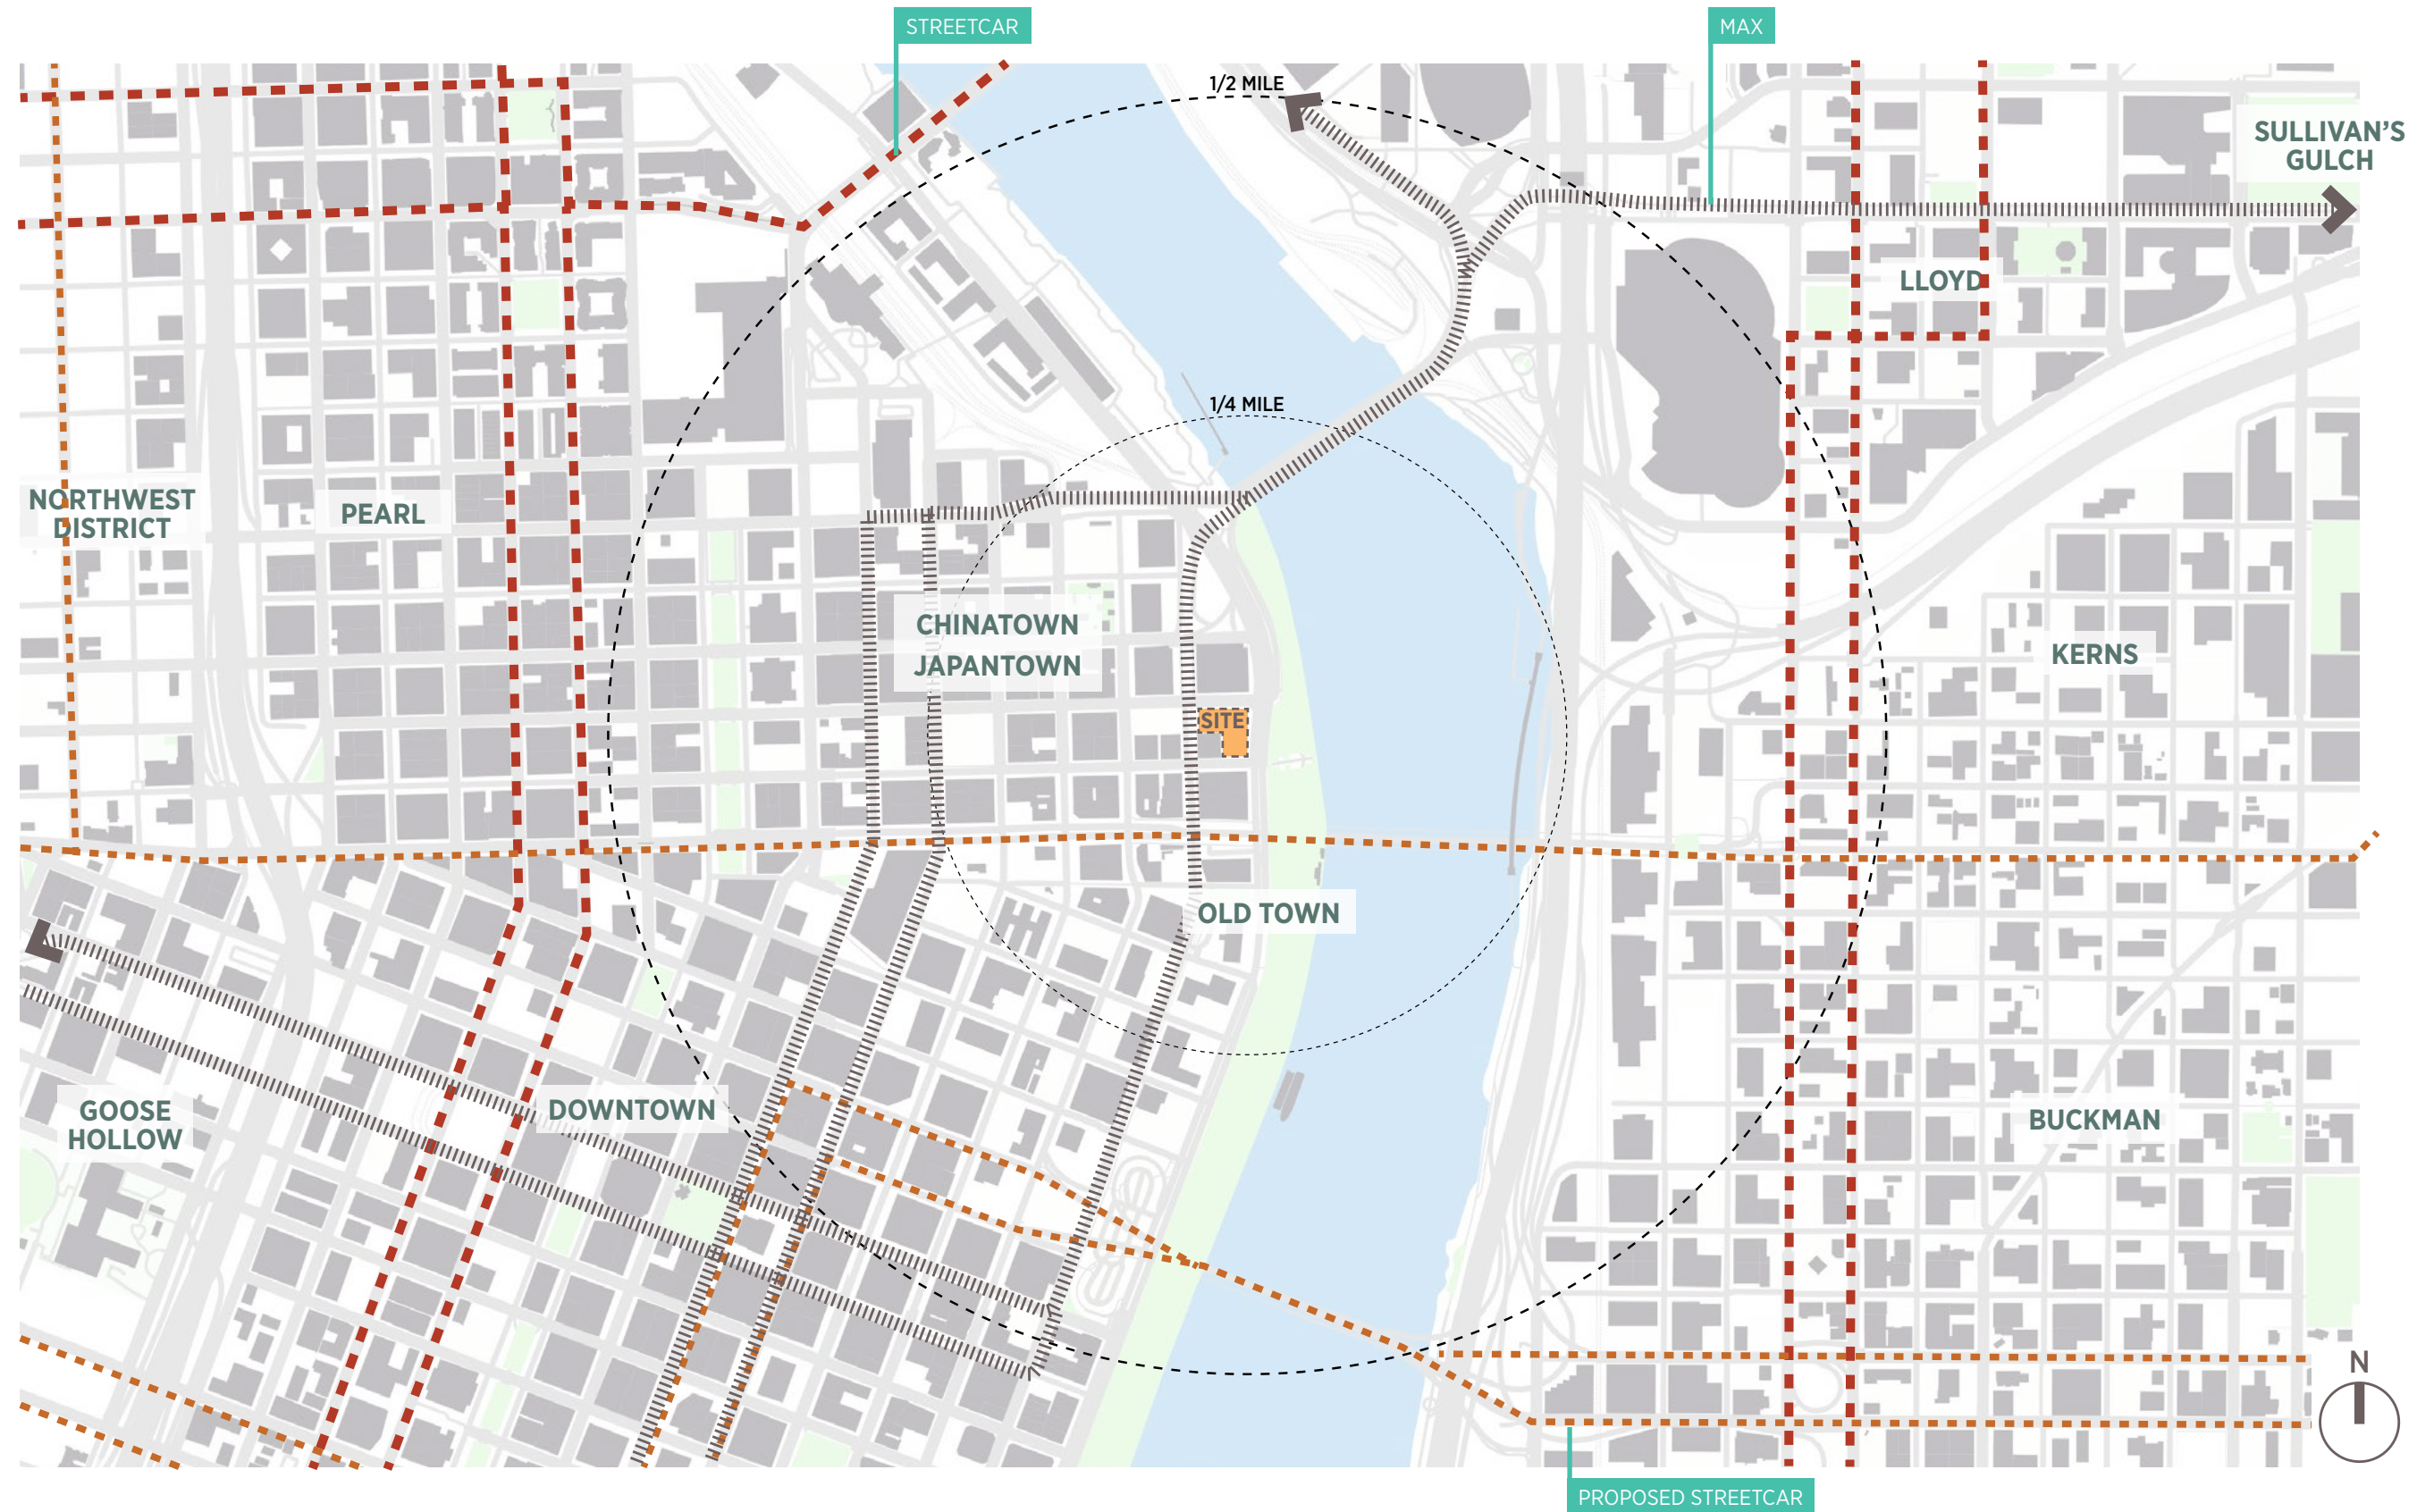 STREETCAR
MAX
1/2 MILE
SULLIVAN'S
GULCH
LLOYD
1/4 MILE
NORTHWEST
DISTRICT
PEARL
CHINATOWN
JAPANTOWN
KERNS
SITE
OLD TOWN
GOOSE
HOLLOW
DOWNTOWN
BUCKMAN
N
PROPOSED STREETCAR